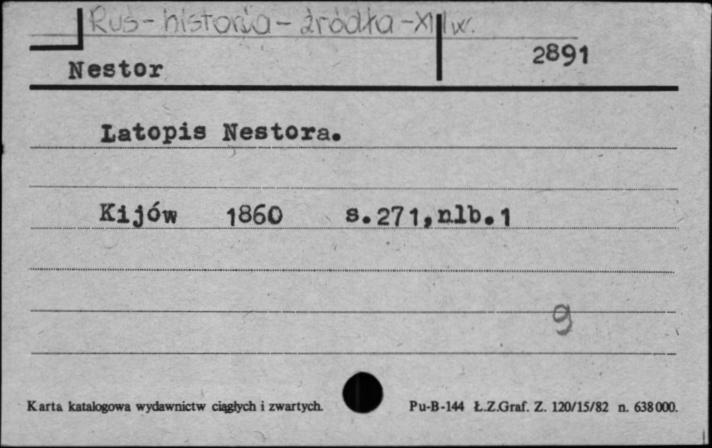 Ruś - historia - źródła - XII w.
Nestor
2891
Latopis Nestora.
Kijów 1860 s.271,nlb.1
9
Karta katalogowa wydawnictw ciągłych i zwartych.
Pu-B-144 Ł.Z.Graf. Z. 120/15/82 n. 638000.